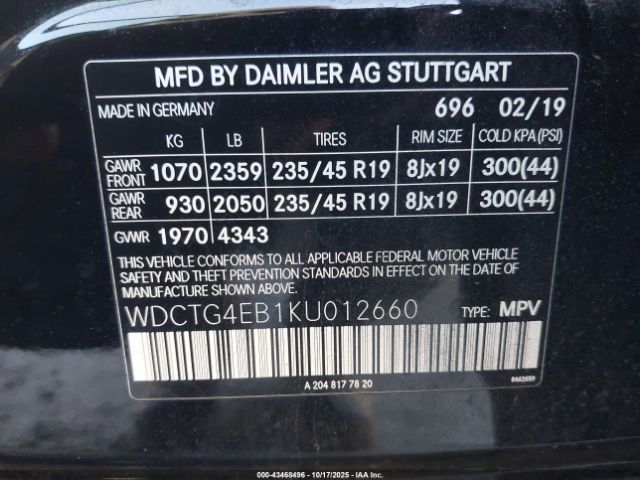 MFD BY DAIMLER AG STUTTGART
MADE IN GERMANY 696 02/19
KG LB TIRES RIM SIZE COLD KPA(PSI)
GAWR FRONT 1070 2359 235/45 R19 8Jx19 300(44)
GAWR REAR 930 2050 235/45 R19 8Jx19 300(44)
GVWR 1970 4343
THIS VEHICLE CONFORMS TO ALL APPLICABLE FEDERAL MOTOR VEHICLE
SAFETY AND THEFT PREVENTION STANDARDS IN EFFECT ON THE DATE
OF MANUFACTURE SHOWN ABOVE.
WDCTG4EB1KU012660 TYPE: MPV
A 204 817 78 20
000-43468496 - 10/17/2025 - IAA Inc.